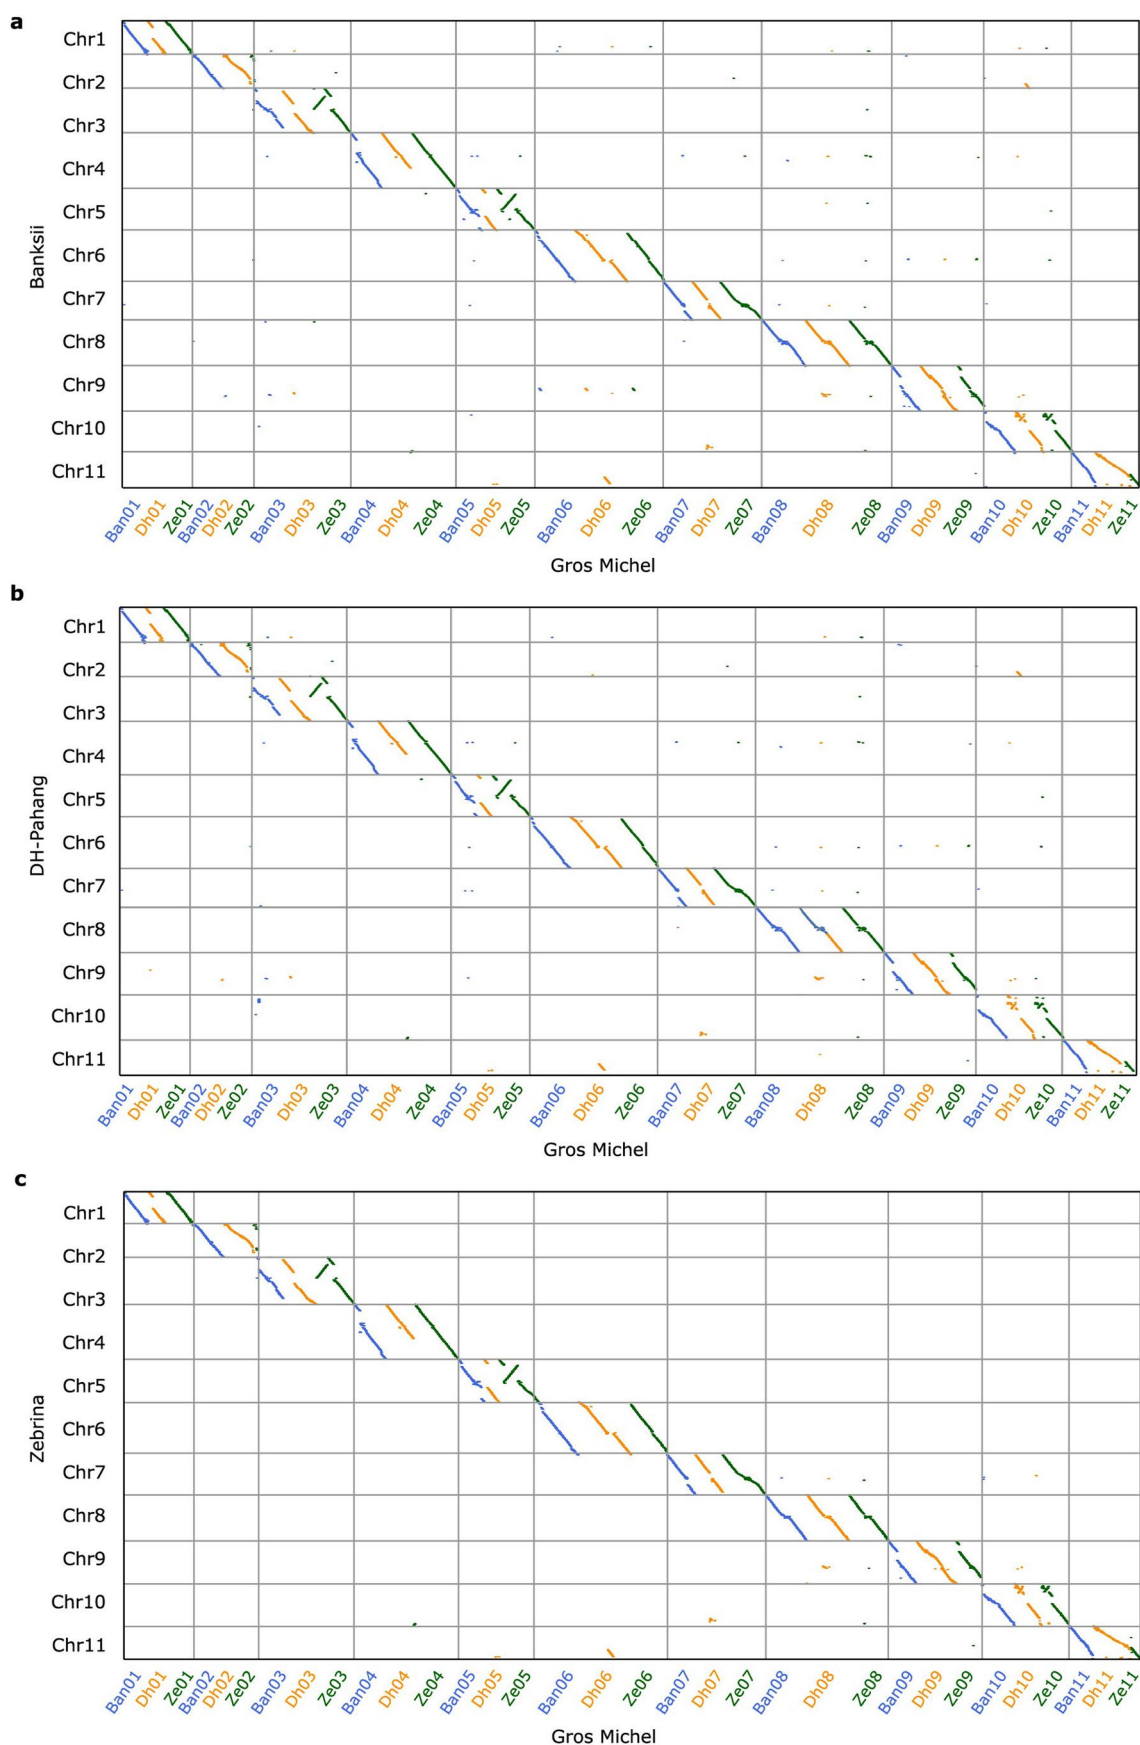 a
Chr1
Chr2
Chr3
Chr4
Chr5
Chr6
Chr7
Chr8
Chr9
Chr10
Chr11
Banksii
Ban01 Dh01 Ze01 Ban02 Dh02 Ze02 Ban03 Dh03 Ze03 Ban04 Dh04 Ze04 Ban05 Dh05 Ze05 Ban06 Dh06 Ze06 Ban07 Dh07 Ze07 Ban08 Dh08 Ze08 Ban09 Dh09 Ze09 Ban10 Dh10 Ze10 Ban11 Dh11 Ze11
Gros Michel
b
Chr1
Chr2
Chr3
Chr4
Chr5
Chr6
Chr7
Chr8
Chr9
Chr10
Chr11
DH-Pahang
Ban01 Dh01 Ze01 Ban02 Dh02 Ze02 Ban03 Dh03 Ze03 Ban04 Dh04 Ze04 Ban05 Dh05 Ze05 Ban06 Dh06 Ze06 Ban07 Dh07 Ze07 Ban08 Dh08 Ze08 Ban09 Dh09 Ze09 Ban10 Dh10 Ze10 Ban11 Dh11 Ze11
Gros Michel
c
Chr1
Chr2
Chr3
Chr4
Chr5
Chr6
Chr7
Chr8
Chr9
Chr10
Chr11
Zebrina
Ban01 Dh01 Ze01 Ban02 Dh02 Ze02 Ban03 Dh03 Ze03 Ban04 Dh04 Ze04 Ban05 Dh05 Ze05 Ban06 Dh06 Ze06 Ban07 Dh07 Ze07 Ban08 Dh08 Ze08 Ban09 Dh09 Ze09 Ban10 Dh10 Ze10 Ban11 Dh11 Ze11
Gros Michel